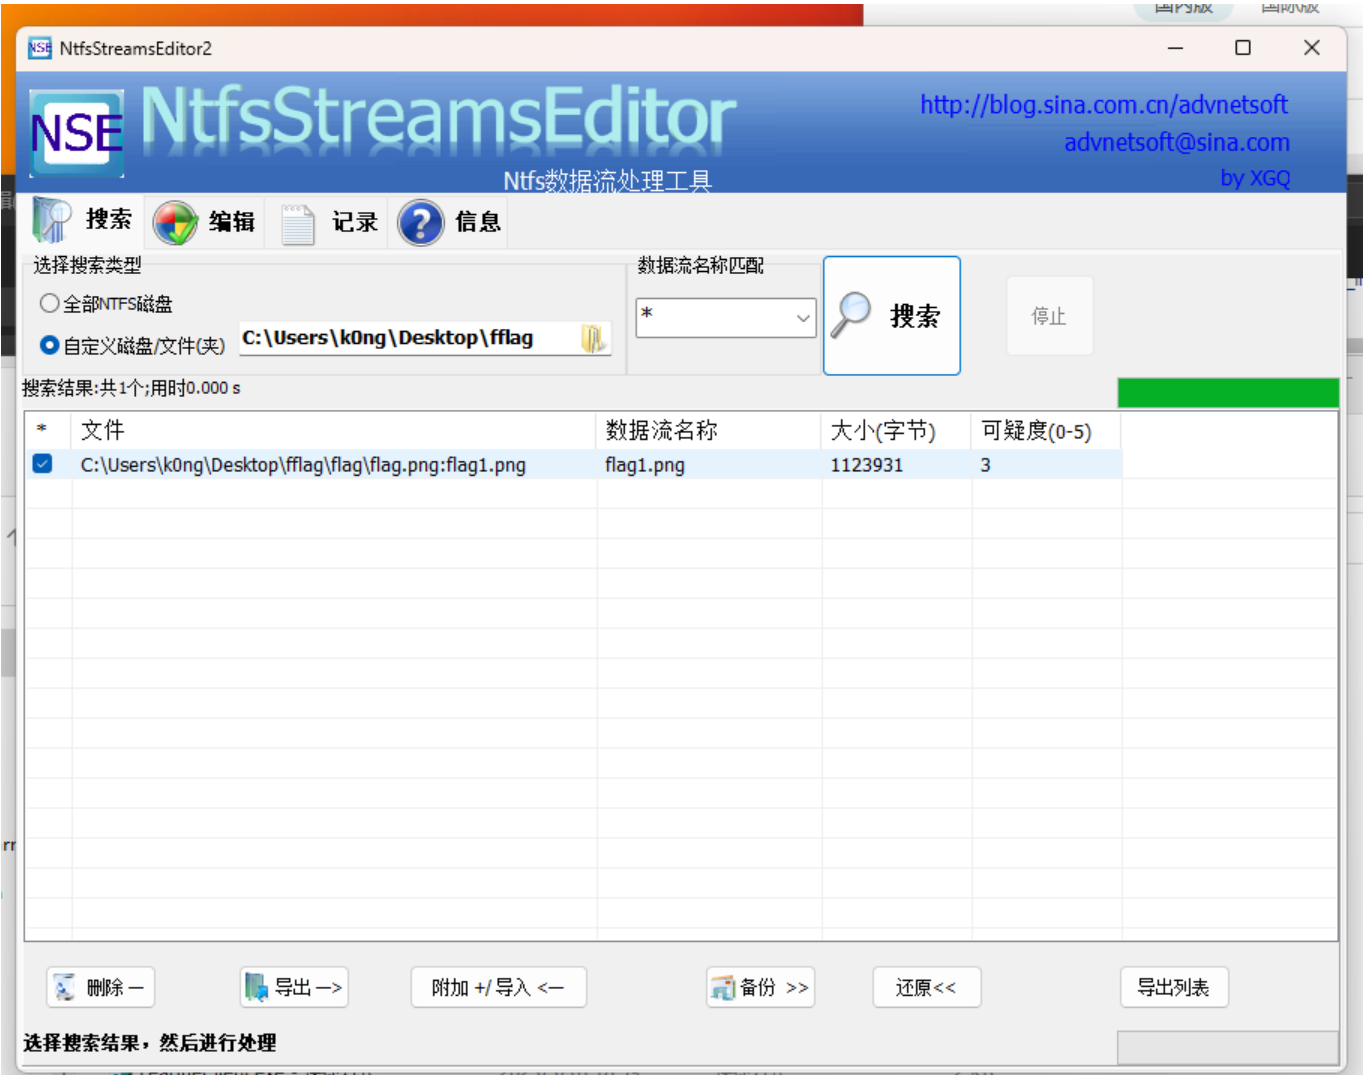 国内版 国际版
NSE NtfsStreamsEditor2
NSE NtfsStreamsEditor
http://blog.sina.com.cn/advnetsoft
advnetsoft@sina.com
Ntfs数据流处理工具
by XGQ
搜索 编辑 记录 信息
选择搜索类型 数据流名称匹配
全部NTFS磁盘
* 搜索 停止
自定义磁盘/文件(夹) C:\Users\k0ng\Desktop\fflag
搜索结果:共1个;用时0.000 s
* 文件 数据流名称 大小(字节) 可疑度(0-5)
C:\Users\k0ng\Desktop\fflag\flag\flag.png:flag1.png flag1.png 1123931 3
删除 — 导出 —> 附加 +/ 导入 <— 备份 >> 还原<< 导出列表
选择搜索结果，然后进行处理